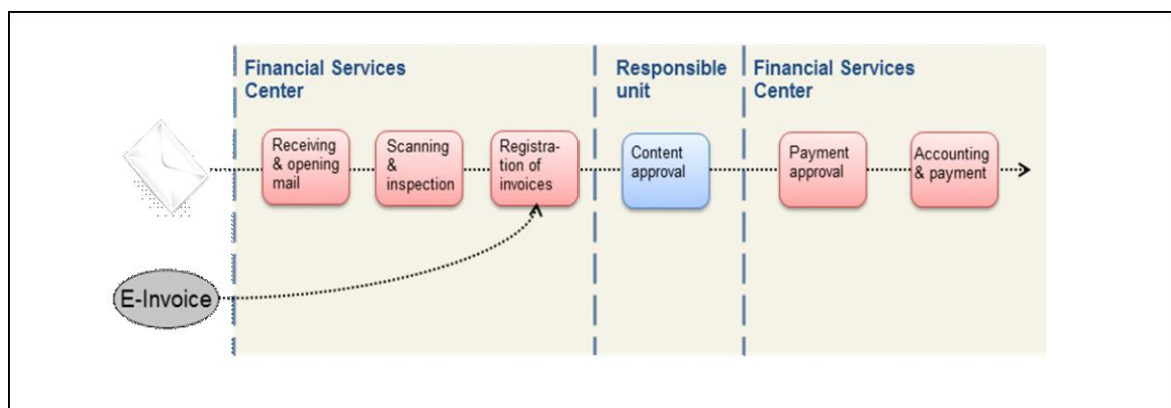 Financial Services
Center
Responsible
unit
Financial Services
Center
Receiving
& opening
mail
Scanning
&
inspection
Registra-
tion of
invoices
Content
approval
Payment
approval
Accounting
& payment
E-Invoice